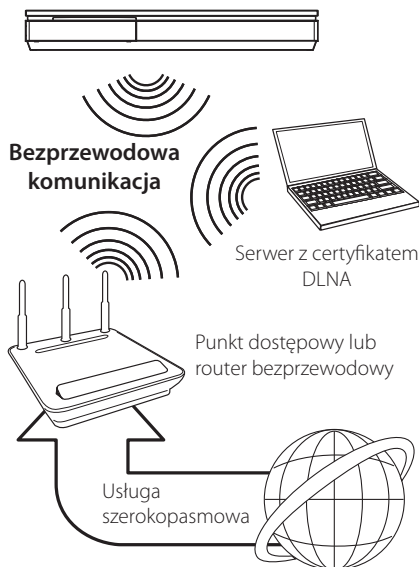 Bezprzewodowa
komunikacja
Serwer z certyfikatem
DLNA
Punkt dostępowy lub
router bezprzewodowy
Usługa
szerokopasmowa